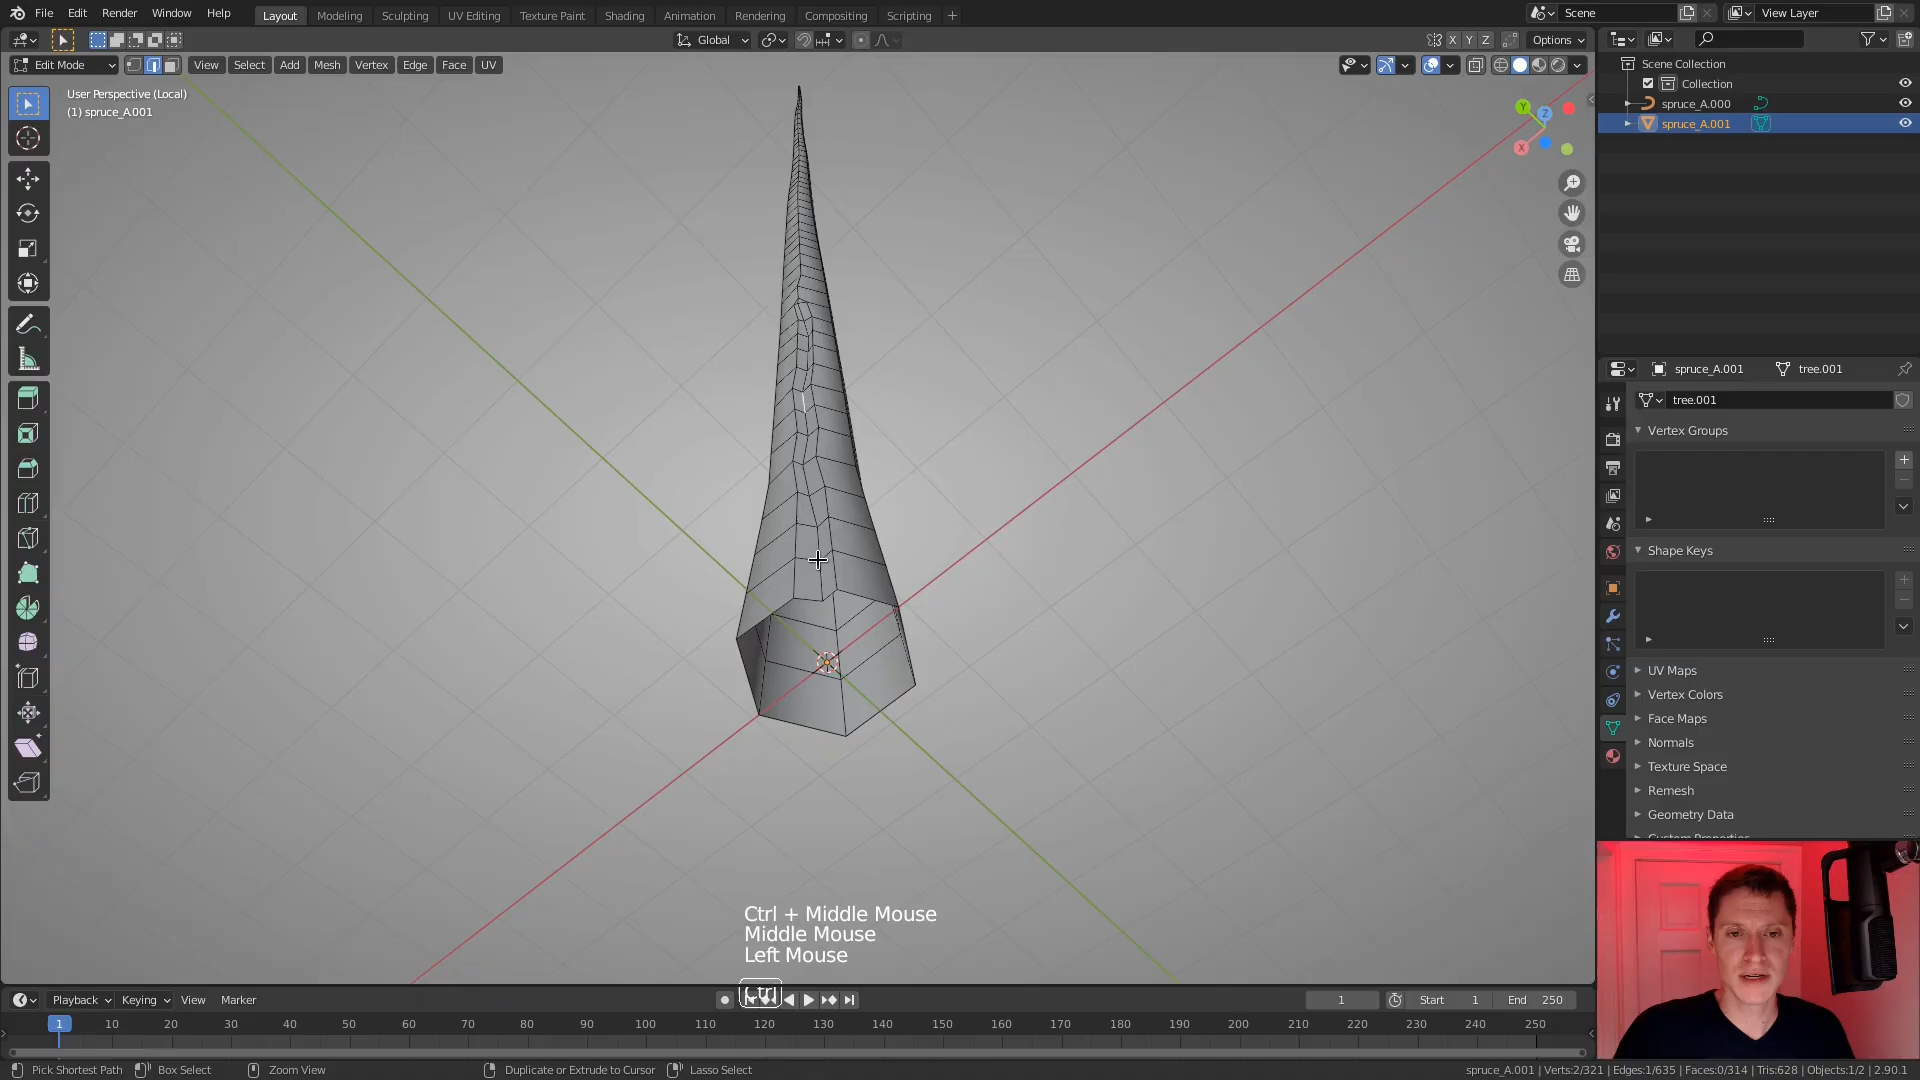 File Edit Render Window Help Layout Modeling Sculpting UV Editing Texture Paint Shading Animation Rendering Compositing Scripting Scene View Layer
Global X Y Z Options
Edit Mode View Select Add Mesh Vertex Edge Face UV
User Perspective (Local)
(1) spruce_A.001
Y Z X
Scene Collection
Collection
spruce_A.000
spruce_A.001
spruce_A.001 tree.001
tree.001
Vertex Groups
Shape Keys
UV Maps
Vertex Colors
Face Maps
Normals
Texture Space
Remesh
Geometry Data
Custom Properties
Ctrl + Middle Mouse
Middle Mouse
Left Mouse
Ctrl
Playback Keying View Marker 1 Start 1 End 250
1 10 20 30 40 50 60 70 80 90 100 110 120 130 140 150 160 170 180 190 200 210 220 230 240 250
Pick Shortest Path Box Select Zoom View Duplicate or Extrude to Cursor Lasso Select spruce_A.001 | Verts:2/321 | Edges:1/635 | Faces:0/314 | Tris:628 | Objects:1/2 | 2.90.1